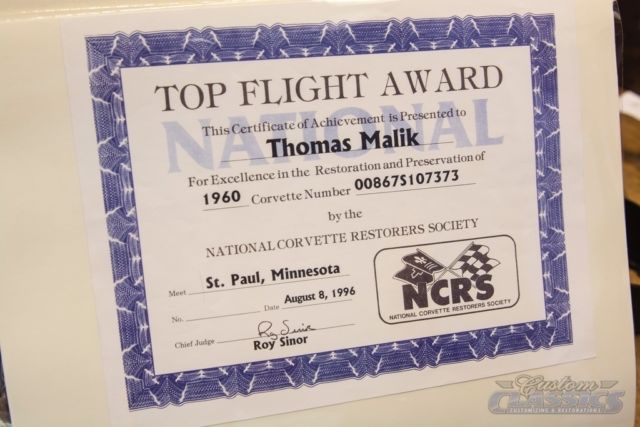 TOP FLIGHT AWARD
NATIONAL
This Certificate of Achievement is Presented to
Thomas Malik
For Excellence in the Restoration and Preservation of
1960 Corvette Number 00867S107373
by the
NATIONAL CORVETTE RESTORERS SOCIETY
Meet St. Paul, Minnesota
No. Date August 8, 1996
Roy Sinor
Chief Judge Roy Sinor
NCRS
NATIONAL CORVETTE RESTORERS SOCIETY
Custom
CLASSICS
CUSTOMIZING & RESTORATIONS